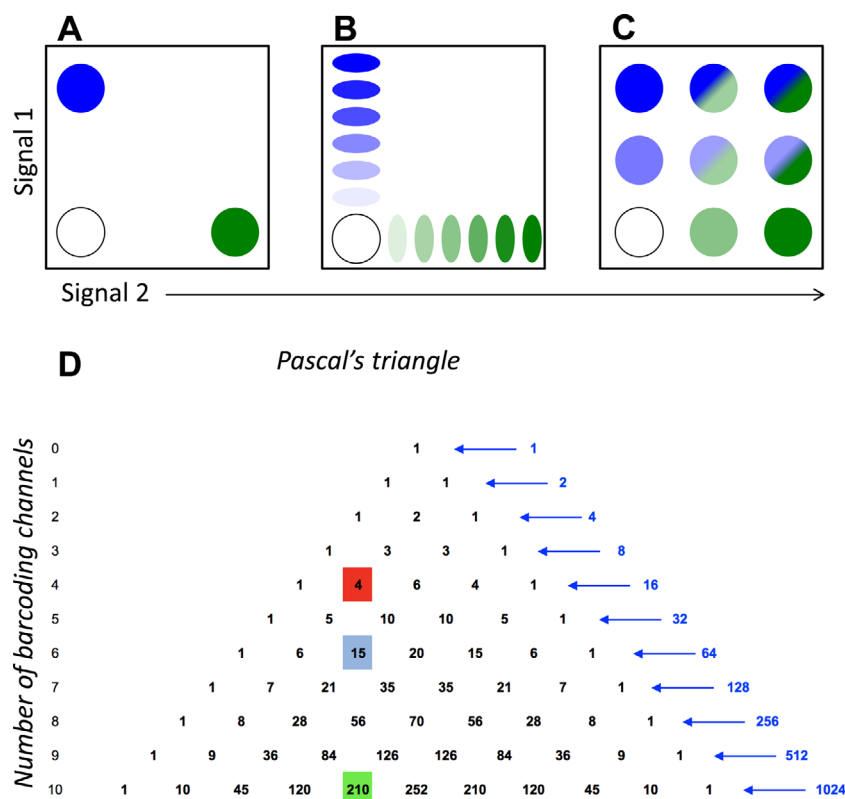 A B C
Signal 1
Signal 2
D Pascal's triangle
Number of barcoding channels
0 1 1
1 1 1 2
2 1 2 1 4
3 1 3 3 1 8
4 1 4 6 4 1 16
5 1 5 10 10 5 1 32
6 1 6 15 20 15 6 1 64
7 1 7 21 35 35 21 7 1 128
8 1 8 28 56 70 56 28 8 1 256
9 1 9 36 84 126 126 84 36 9 1 512
10 1 10 45 120 210 252 210 120 45 10 1 1024